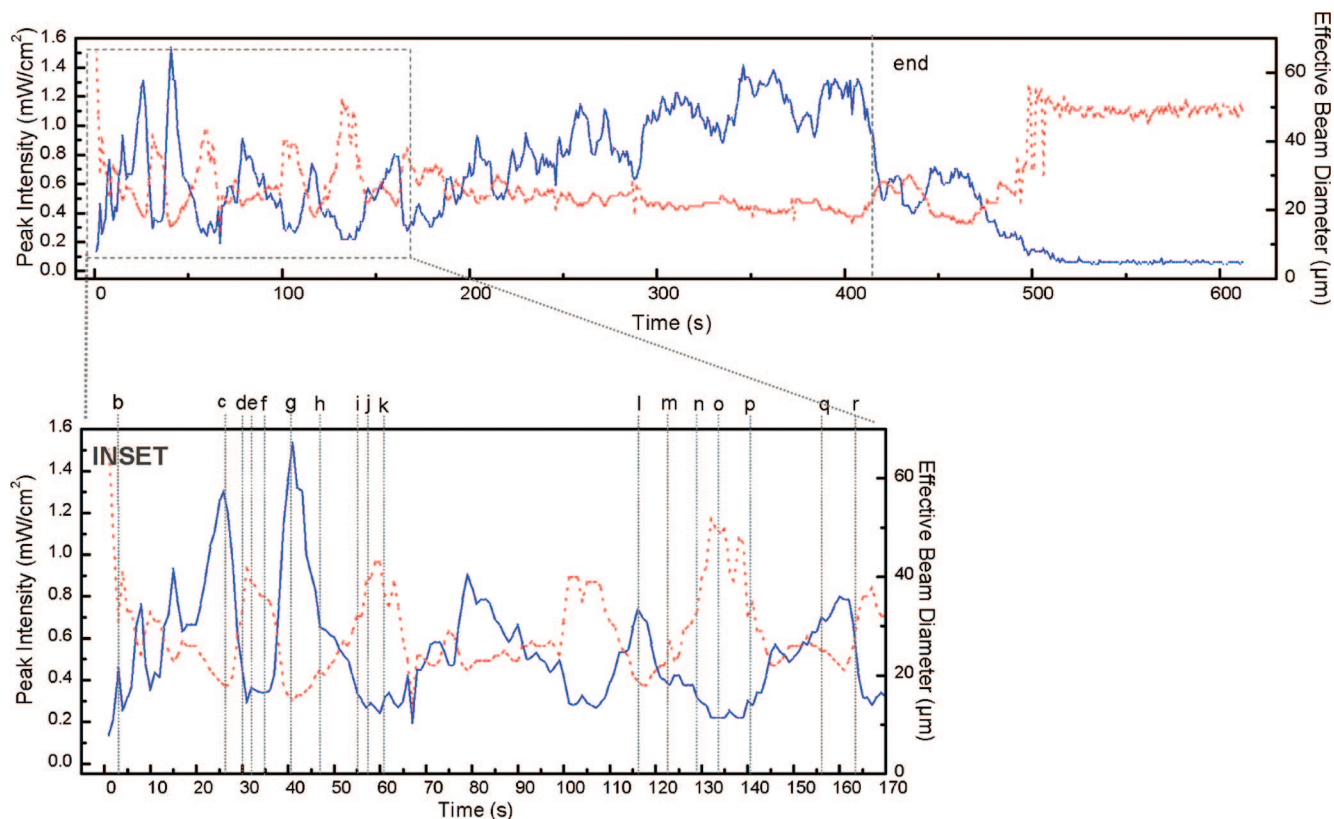 Peak Intensity (mW/cm²)
1.6
1.4
1.2
1.0
0.8
0.6
0.4
0.2
0.0
end
60
40
20
0
Effective Beam Diameter (µm)
0 100 200 300 400 500 600
Time (s)
b c d e f g h i j k l m n o p q r
INSET
Peak Intensity (mW/cm²)
1.6
1.4
1.2
1.0
0.8
0.6
0.4
0.2
0.0
60
40
20
0
Effective Beam Diameter (µm)
0 10 20 30 40 50 60 70 80 90 100 110 120 130 140 150 160 170
Time (s)